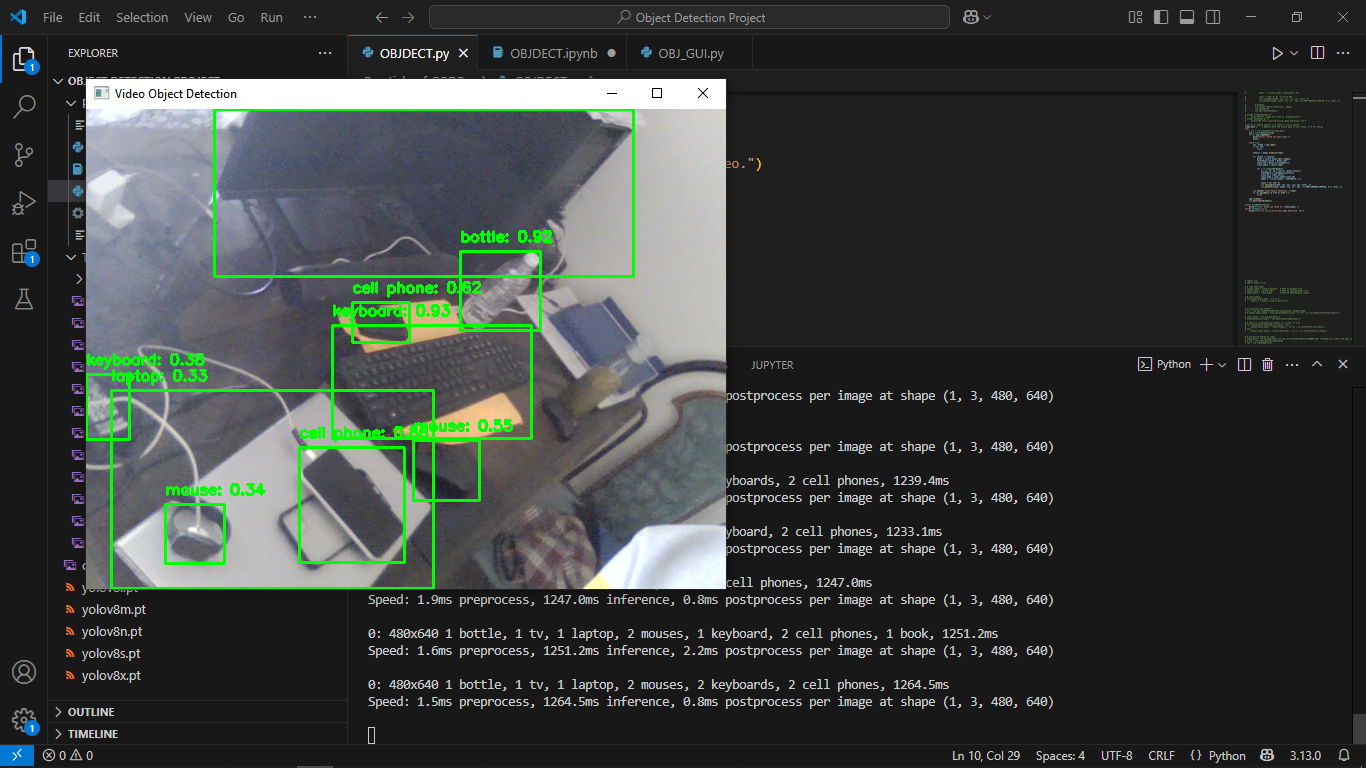 File Edit Selection View Go Run ··· Object Detection Project
EXPLORER ···
OBJDECT.py
OBJDECT.ipynb
OBJ_GUI.py
Video Object Detection
eo.")
bottle: 0.92
cell phone: 0.62
keyboard: 0.93
keyboard: 0.38
laptop: 0.33
cell phone:
mouse: 0.55
mouse: 0.34
yolov8m.pt
yolov8n.pt
yolov8s.pt
yolov8x.pt
OUTLINE
TIMELINE
JUPYTER
Python
postprocess per image at shape (1, 3, 480, 640)
postprocess per image at shape (1, 3, 480, 640)
yboards, 2 cell phones, 1239.4ms
postprocess per image at shape (1, 3, 480, 640)
yboard, 2 cell phones, 1233.1ms
postprocess per image at shape (1, 3, 480, 640)
cell phones, 1247.0ms
Speed: 1.9ms preprocess, 1247.0ms inference, 0.8ms postprocess per image at shape (1, 3, 480, 640)
0: 480x640 1 bottle, 1 tv, 1 laptop, 2 mouses, 1 keyboard, 2 cell phones, 1 book, 1251.2ms
Speed: 1.6ms preprocess, 1251.2ms inference, 2.2ms postprocess per image at shape (1, 3, 480, 640)
0: 480x640 1 bottle, 1 tv, 1 laptop, 2 mouses, 2 keyboards, 2 cell phones, 1264.5ms
Speed: 1.5ms preprocess, 1264.5ms inference, 0.8ms postprocess per image at shape (1, 3, 480, 640)
0 0 Ln 10, Col 29 Spaces: 4 UTF-8 CRLF { } Python 3.13.0